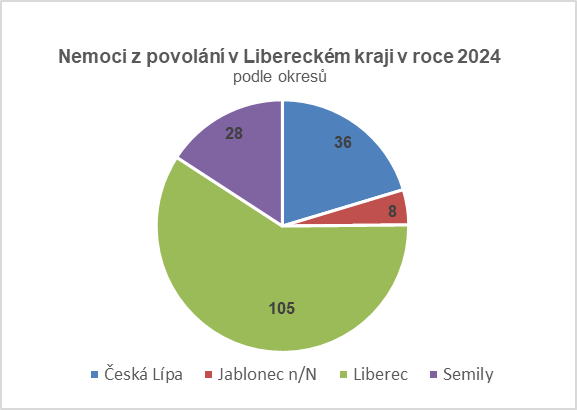 Nemoci z povolání v Libereckém kraji v roce 2024
podle okresů
28
36
8
105
Česká Lípa Jablonec n/N Liberec Semily